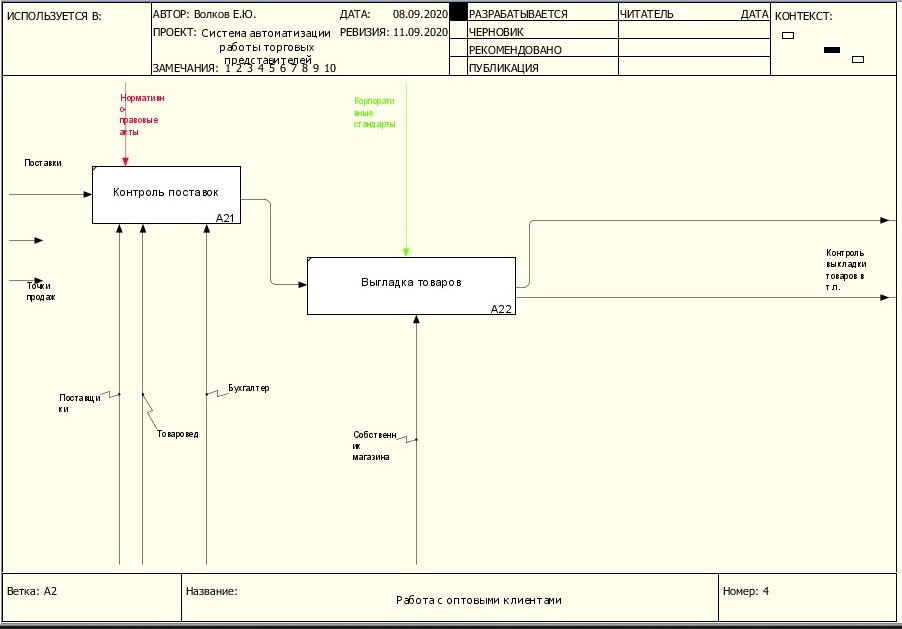 ИСПОЛЬЗУЕТСЯ В:
АВТОР: Волков Е.Ю.
ДАТА: 08.09.2020
РАЗРАБАТЫВАЕТСЯ
ЧИТАТЕЛЬ
ДАТА
КОНТЕКСТ:
ПРОЕКТ: Система автоматизации
работы торговых
представителей
РЕВИЗИЯ: 11.09.2020
ЧЕРНОВИК
РЕКОМЕНДОВАНО
ЗАМЕЧАНИЯ: 1 2 3 4 5 6 7 8 9 10
ПУБЛИКАЦИЯ
Нормативн
о-
правовые
акты
Корпорати
вные
стандарты
Поставки
Контроль поставок
A21
Точки
продаж
Выгладка товаров
A22
Контроль
выкладки
товаров в
т.п.
Поставщи
ки
Товаровед
Бухгалтер
Собственн
ик
магазина
Ветка: A2
Название:
Работа с оптовыми клиентами
Номер: 4